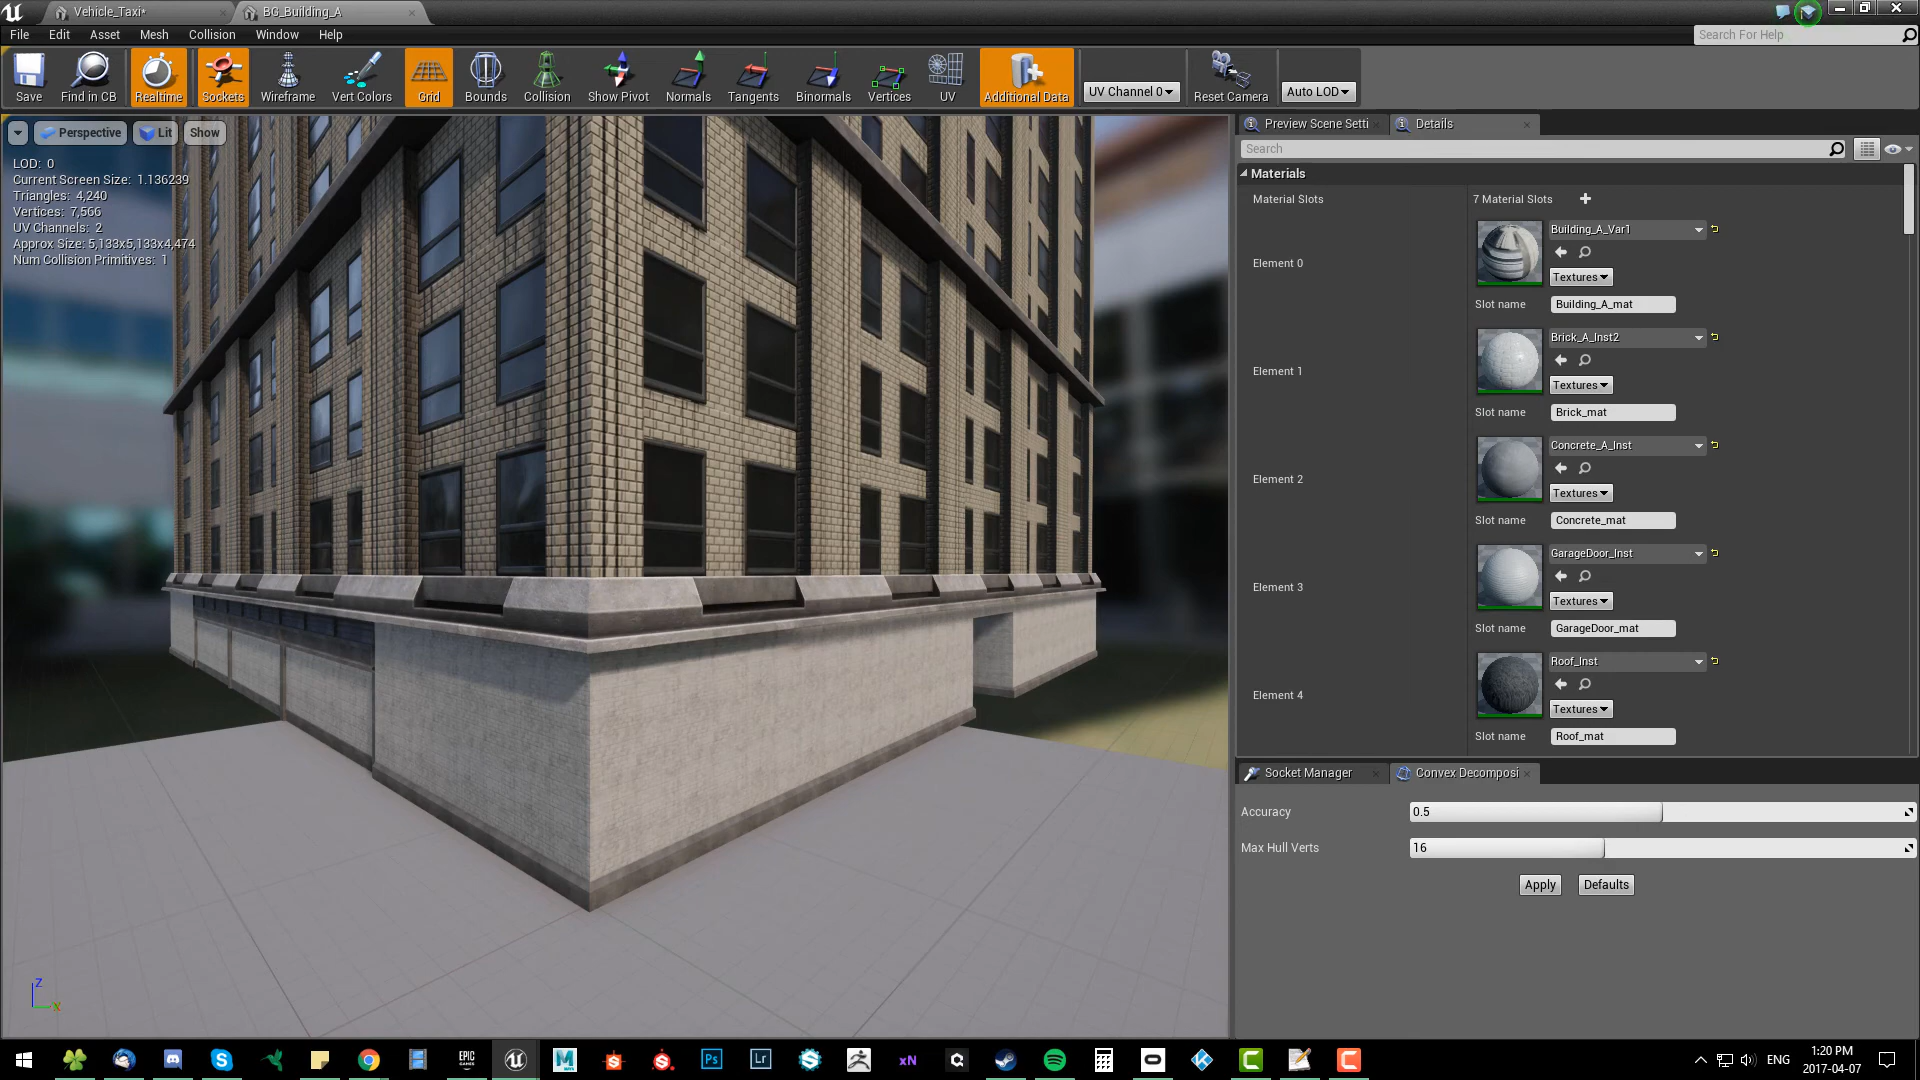 Vehicle_Taxi*
BG_Building_A
File Edit Asset Mesh Collision Window Help
Search For Help
Save
Find in CB
Realtime
Sockets
Wireframe
Vert Colors
Grid
Bounds
Collision
Show Pivot
Normals
Tangents
Binormals
Vertices
UV
Additional Data
UV Channel 0
Reset Camera
Auto LOD
Perspective
Lit
Show
LOD: 0
Current Screen Size: 1.136239
Triangles: 4,240
Vertices: 7,566
UV Channels: 2
Approx Size: 5,133x5,133x4,474
Num Collision Primitives: 1
Z
X
Preview Scene Setti
Details
Search
Materials
Material Slots
7 Material Slots
Element 0
Building_A_Var1
Textures
Slot name
Building_A_mat
Element 1
Brick_A_Inst2
Textures
Slot name
Brick_mat
Element 2
Concrete_A_Inst
Textures
Slot name
Concrete_mat
Element 3
GarageDoor_Inst
Textures
Slot name
GarageDoor_mat
Element 4
Roof_Inst
Textures
Slot name
Roof_mat
Socket Manager
Convex Decomposi
Accuracy
0.5
Max Hull Verts
16
Apply
Defaults
EPIC GAMES
Ps
Lr
xN
ENG
1:20 PM
2017-04-07